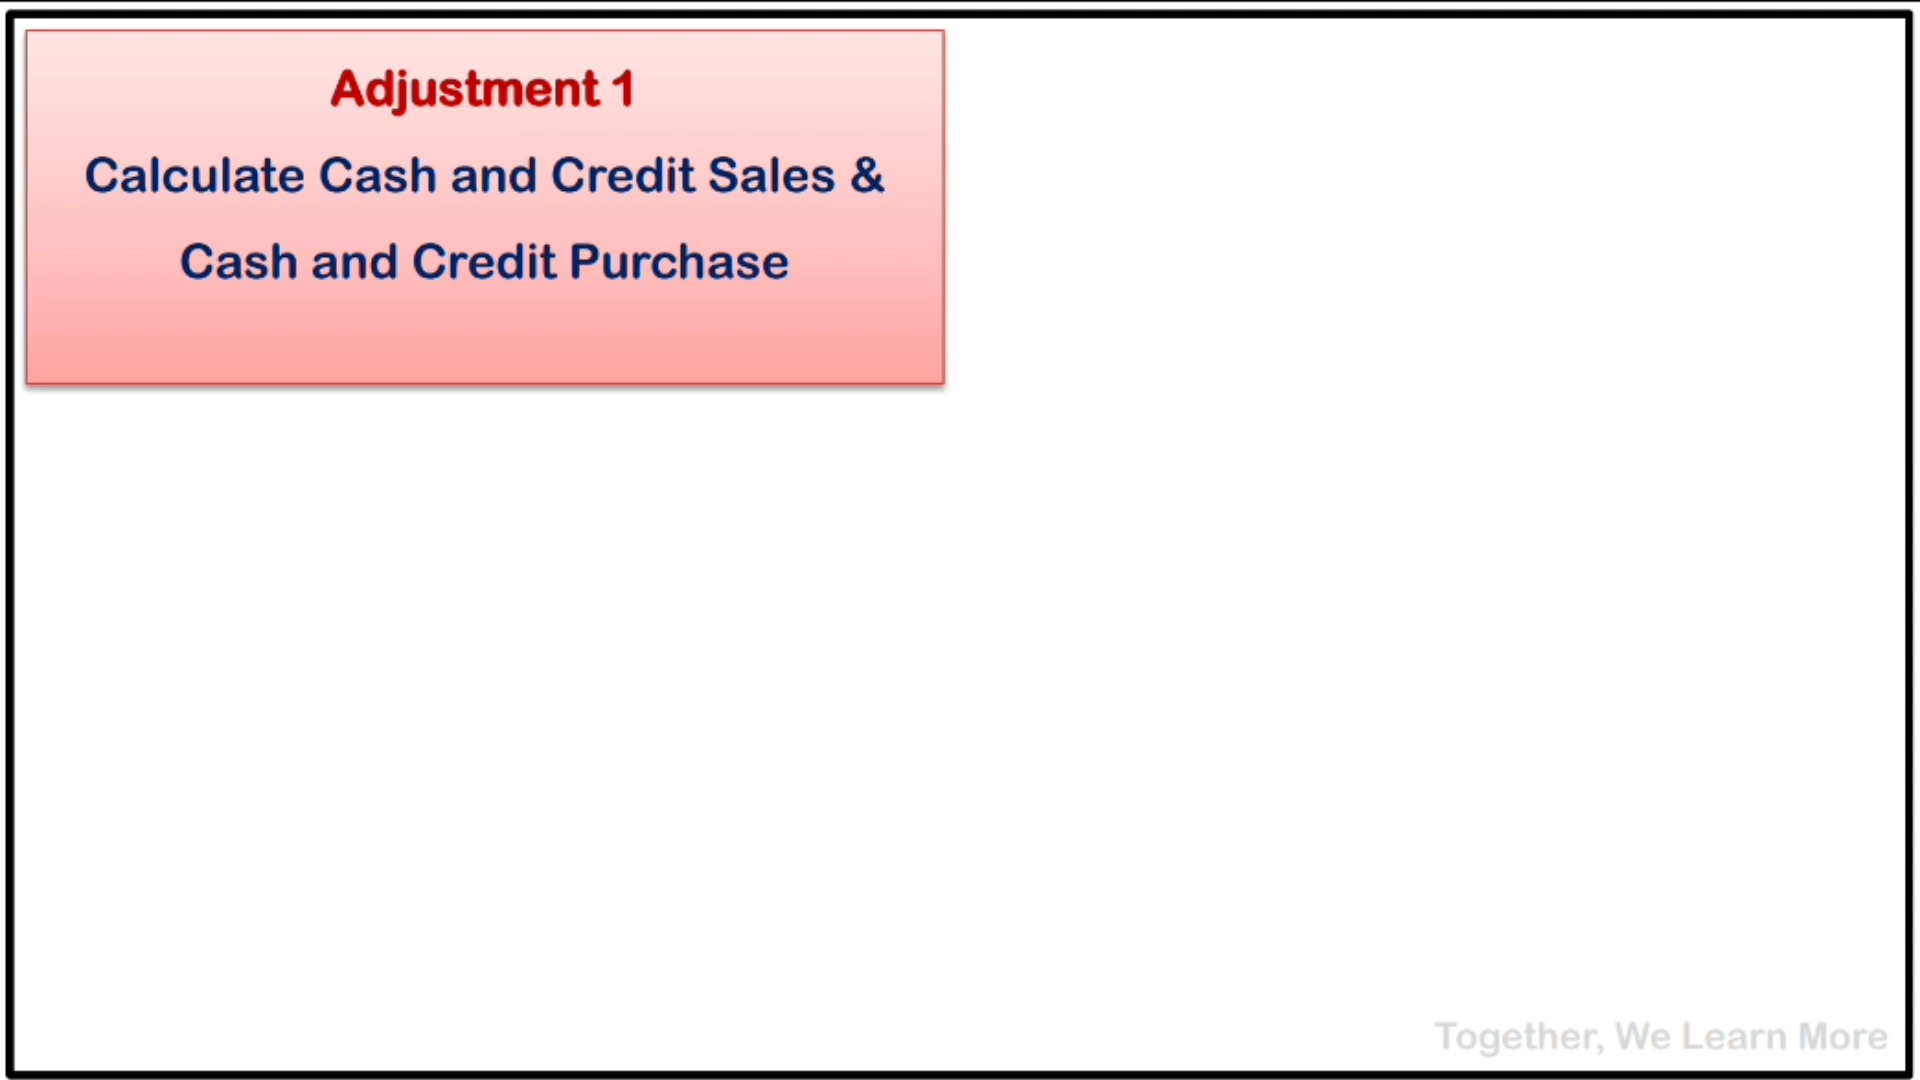 Adjustment 1
Calculate Cash and Credit Sales &
Cash and Credit Purchase
Together, We Learn More